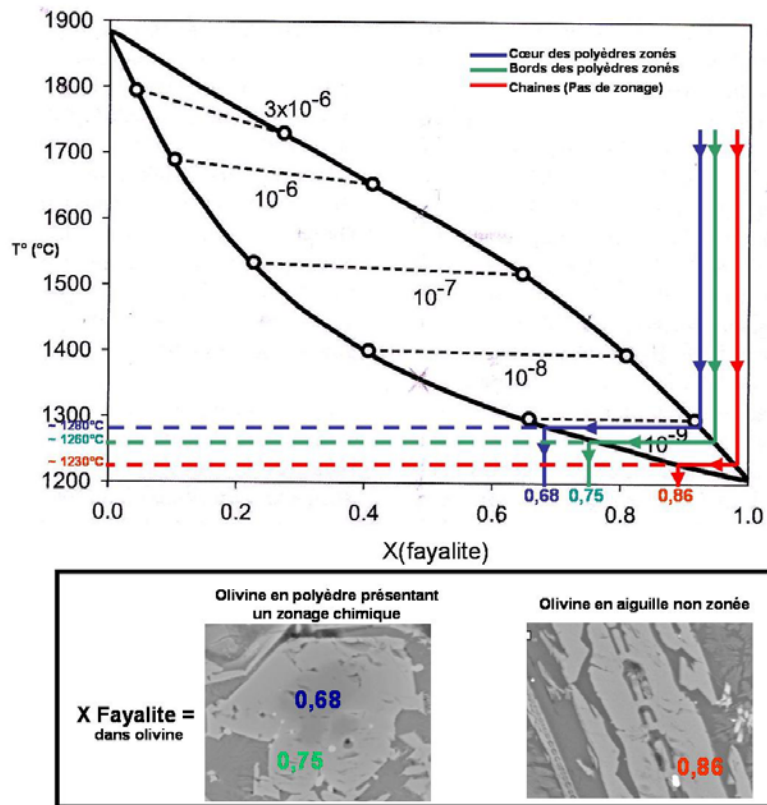 1900
1800
1700
1600
T° (°C)
1500
1400
1300
~ 1280°C
~ 1260°C
~ 1230°C
1200
Cœur des polyèdres zonés
Bords des polyèdres zonés
Chaines (Pas de zonage)
3x10-6
10-6
10-7
10-8
10-9
0,68
0,75
0,86
0.0
0.2
0.4
0.6
0.8
1.0
X(fayalite)
Olivine en polyèdre présentant
un zonage chimique
Olivine en aiguille non zonée
X Fayalite =
dans olivine
0,68
0,75
0,86